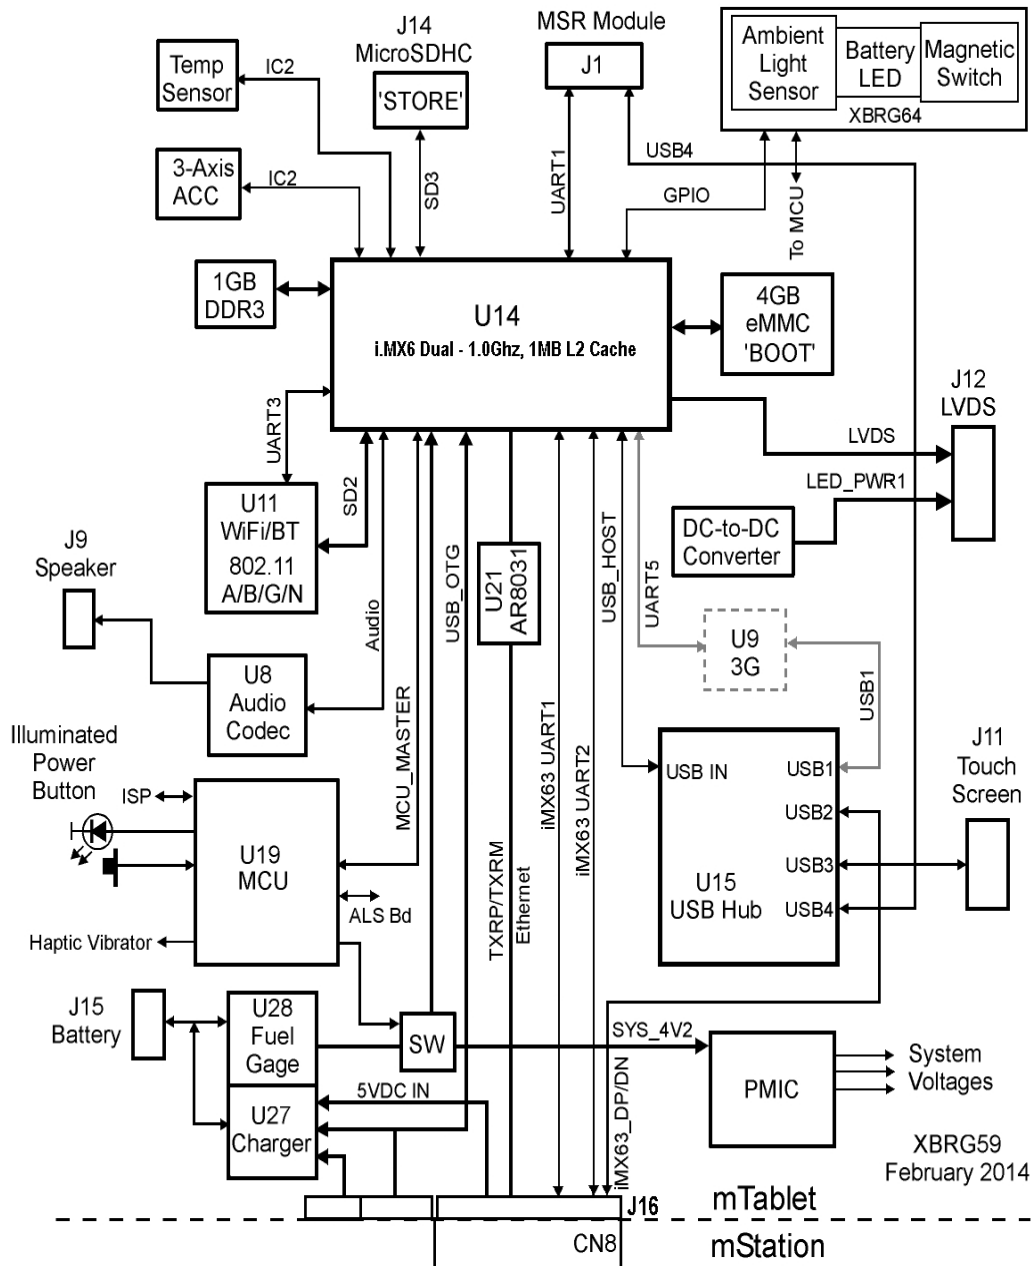 Temp
Sensor
IC2
J14
MicroSDHC
'STORE'
SD3
MSR Module
J1
UART1
USB4
Ambient
Light
Sensor
Battery
LED
Magnetic
Switch
XBRG64
GPIO
To MCU
3-Axis
ACC
IC2
1GB
DDR3
U14
i.MX6 Dual - 1.0Ghz, 1MB L2 Cache
4GB
eMMC
'BOOT'
J12
LVDS
LVDS
LED_PWR1
DC-to-DC
Converter
UART3
U11
WiFi/BT
802.11
A/B/G/N
SD2
J9
Speaker
U8
Audio
Codec
Audio
MCU_MASTER
USB_OTG
U21
AR8031
TXRP/TXRM
Ethernet
iMX63 UART1
iMX63 UART2
USB_HOST
UART5
U9
3G
USB1
Illuminated
Power
Button
ISP
U19
MCU
ALS Bd
Haptic Vibrator
USB IN
USB1
USB2
USB3
USB4
U15
USB Hub
J11
Touch
Screen
J15
Battery
U28
Fuel
Gage
U27
Charger
SW
5VDC IN
SYS_4V2
iMX63_DP/DN
PMIC
System
Voltages
XBRG59
February 2014
J16
mTablet
CN8
mStation